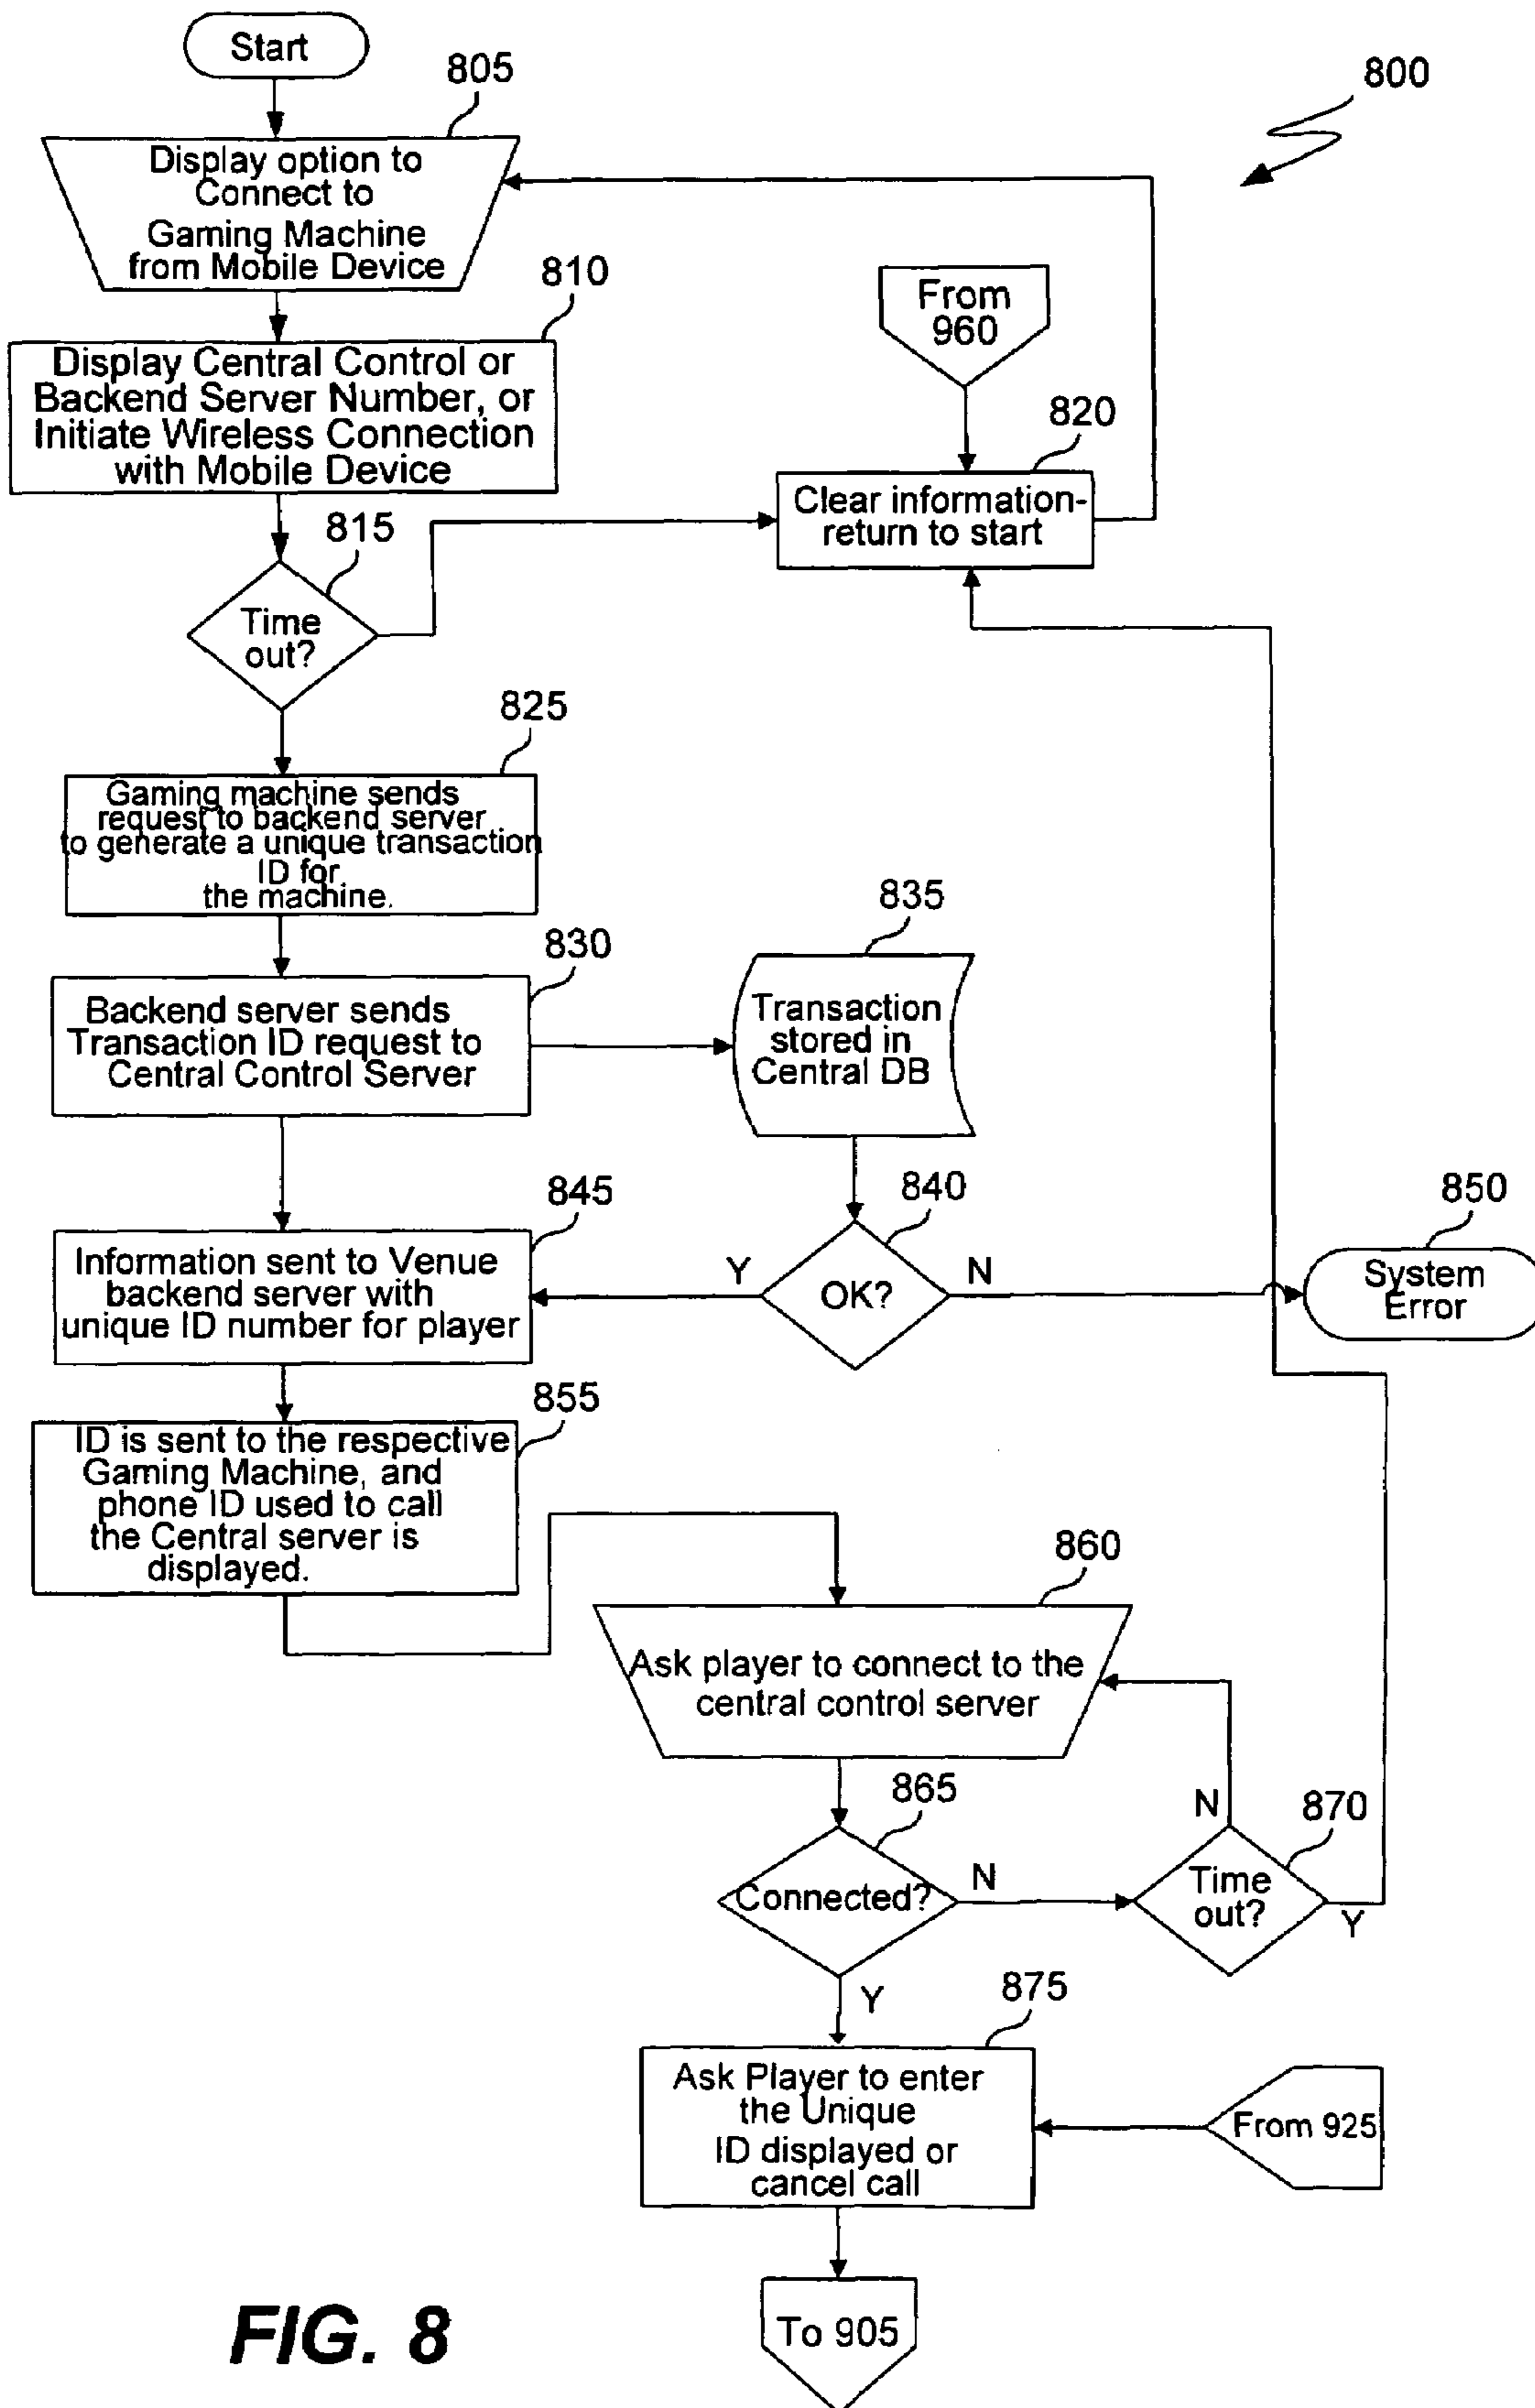 Start
805
800
Display option to
Connect to
Gaming Machine
from Mobile Device
810
From
960
Display Central Control or
Backend Server Number, or
Initiate Wireless Connection
with Mobile Device
820
Clear information-
return to start
815
Time
out?
825
Gaming machine sends
request to backend server
to generate a unique transaction
ID for
the machine.
835
830
Backend server sends
Transaction ID request to
Central Control Server
Transaction
stored in
Central DB
845
840
850
Information sent to Venue
backend server with
unique ID number for player
Y
OK?
N
System
Error
855
ID is sent to the respective
Gaming Machine, and
phone ID used to call
the Central server is
displayed.
860
Ask player to connect to the
central control server
865
N
870
Connected?
N
Time
out?
Y
Y
875
Ask Player to enter
the Unique
ID displayed or
cancel call
From 925
To 905
FIG. 8